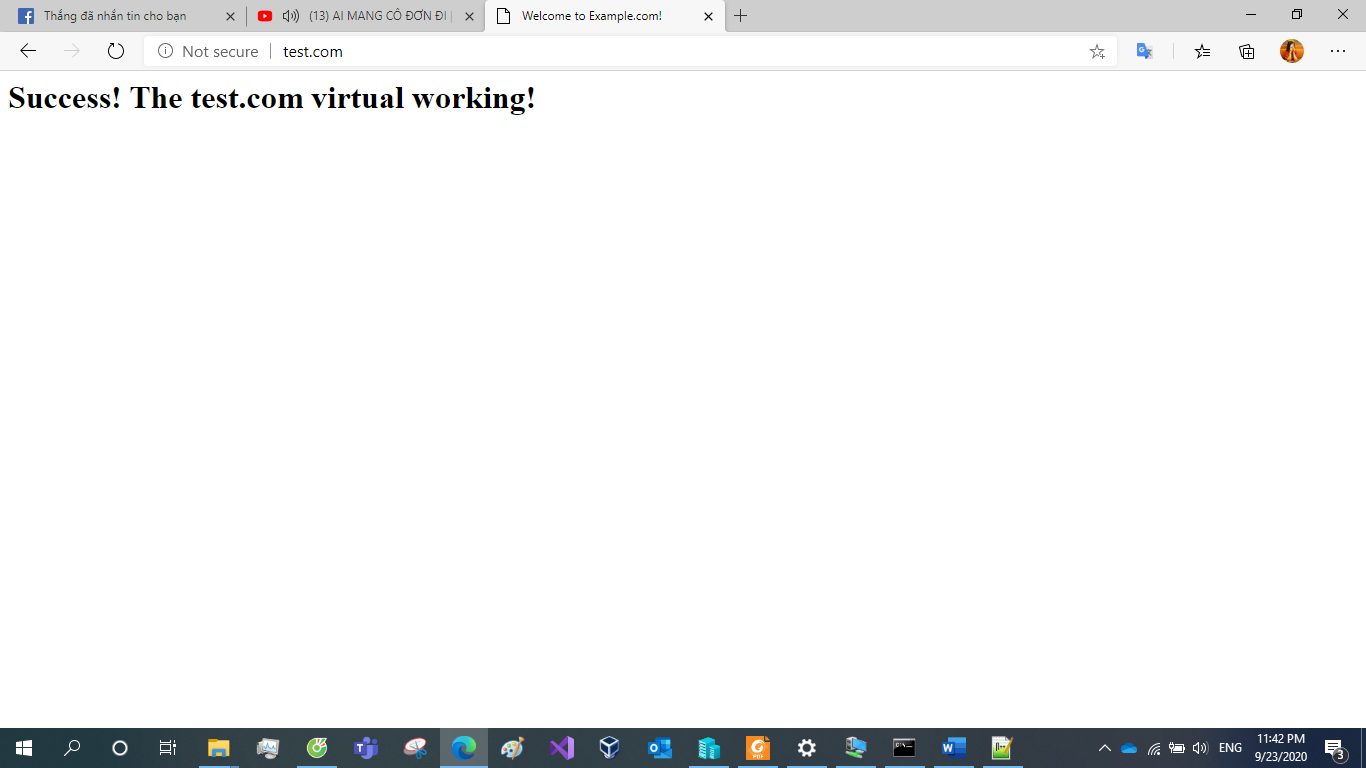 Thắng đã nhắn tin cho bạn
(13) AI MANG CÔ ĐƠN ĐI |
Welcome to Example.com!
Not secure
test.com
Success! The test.com virtual working!
ENG
11:42 PM
9/23/2020
3